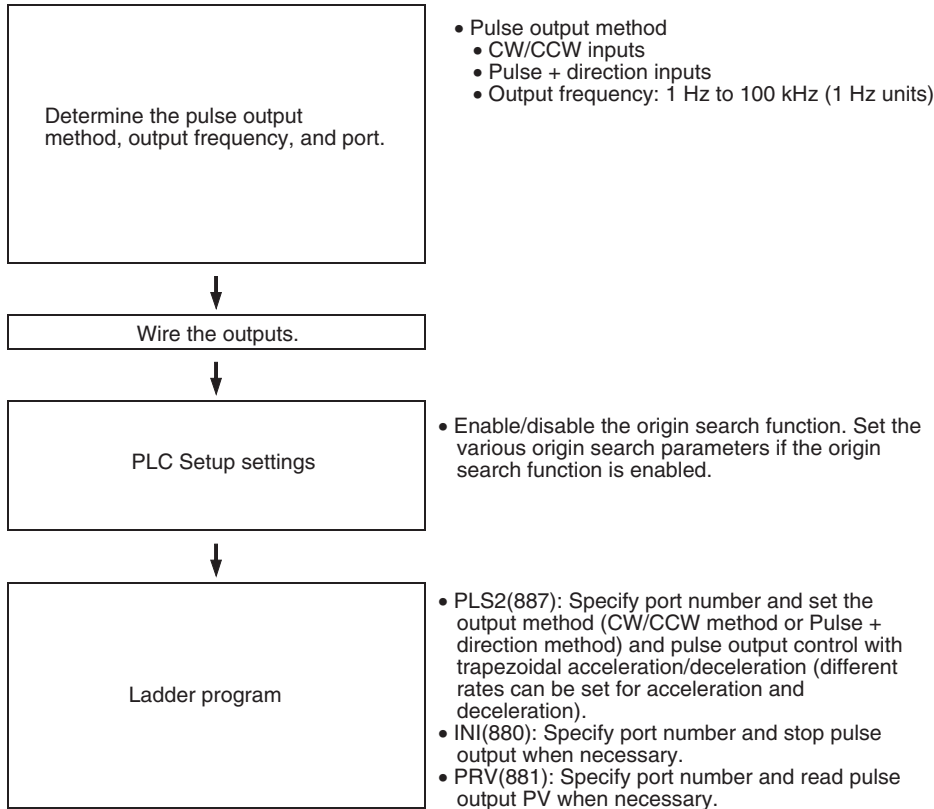 Determine the pulse output
method, output frequency, and port.
• Pulse output method
• CW/CCW inputs
• Pulse + direction inputs
• Output frequency: 1 Hz to 100 kHz (1 Hz units)
Wire the outputs.
PLC Setup settings
• Enable/disable the origin search function. Set the
various origin search parameters if the origin
search function is enabled.
Ladder program
• PLS2(887): Specify port number and set the
output method (CW/CCW method or Pulse +
direction method) and pulse output control with
trapezoidal acceleration/deceleration (different
rates can be set for acceleration and
deceleration).
• INI(880): Specify port number and stop pulse
output when necessary.
• PRV(881): Specify port number and read pulse
output PV when necessary.